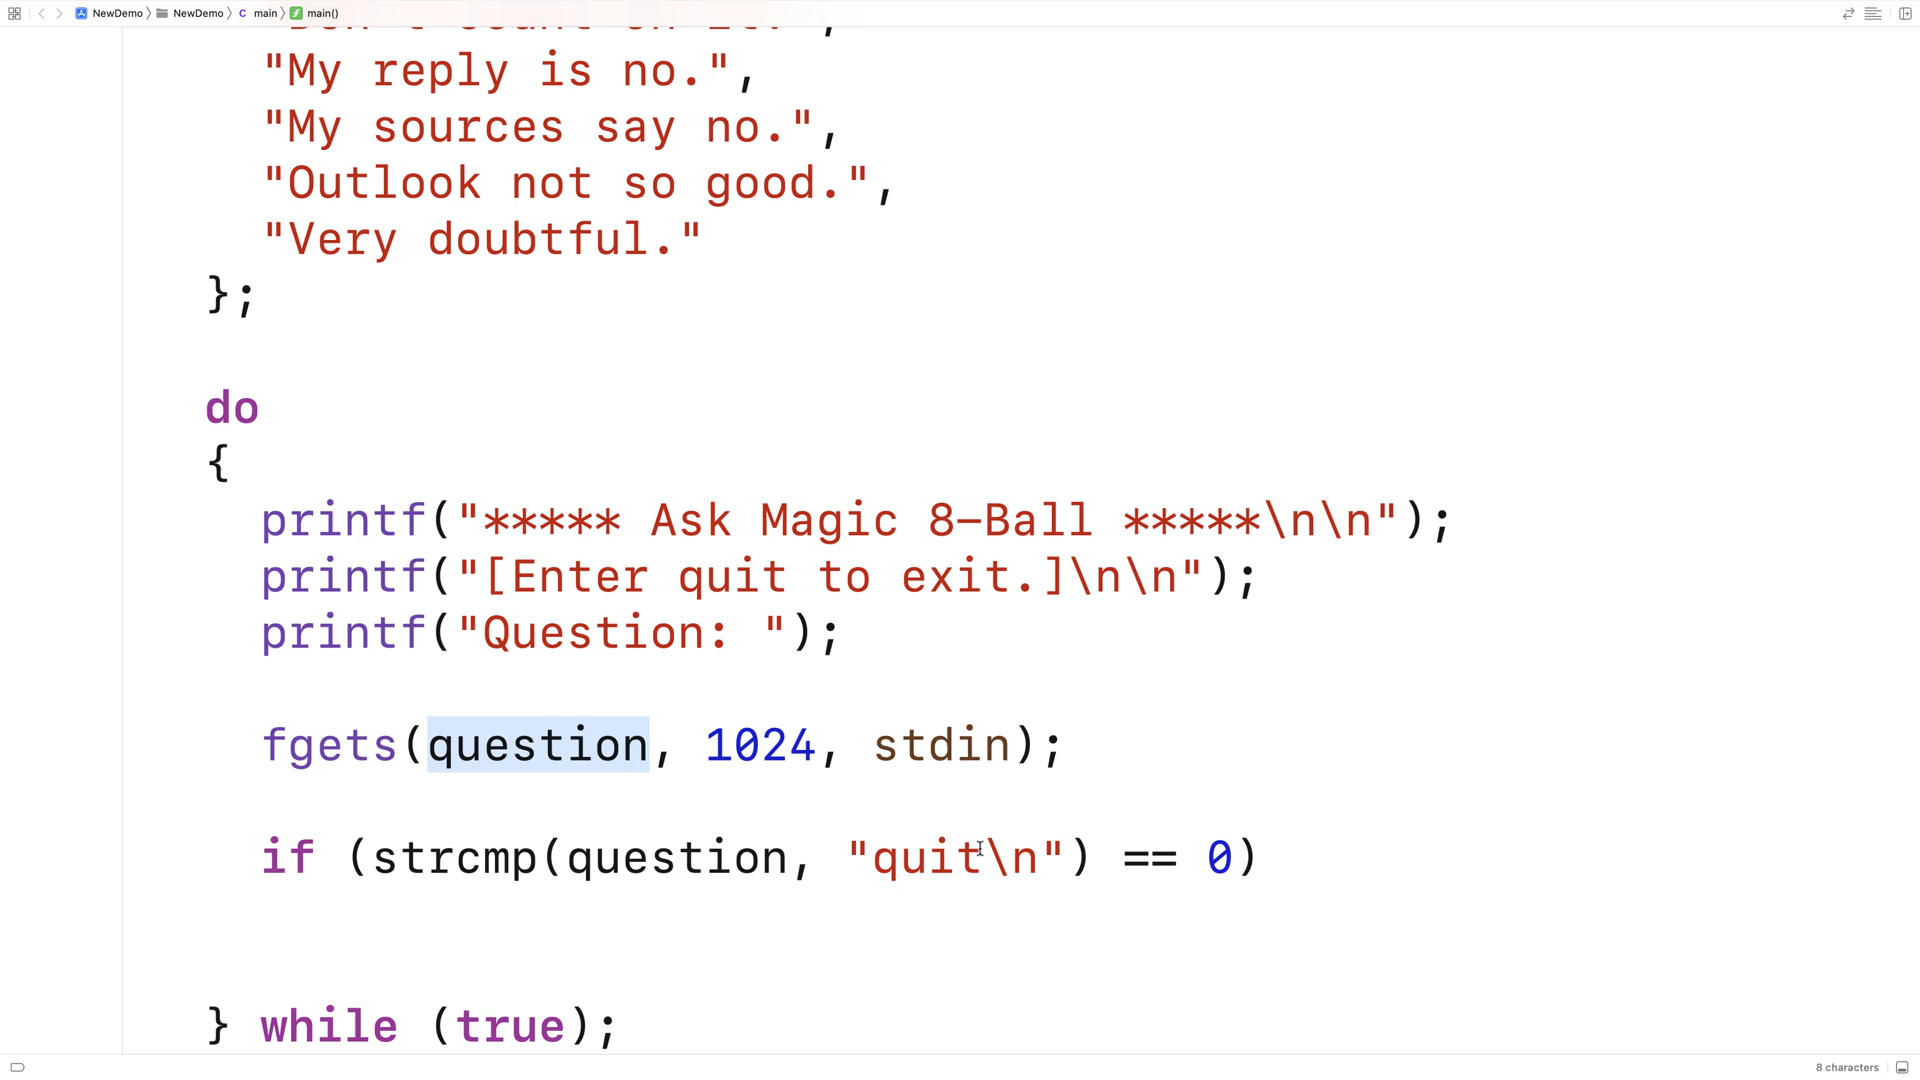 NewDemo 〉 NewDemo 〉 C main 〉 f main()
"My reply is no.",
"My sources say no.",
"Outlook not so good.",
"Very doubtful."
};
do
{
printf("***** Ask Magic 8-Ball *****\n\n");
printf("[Enter quit to exit.]\n\n");
printf("Question: ");
fgets(question, 1024, stdin);
if (strcmp(question, "quit\n") == 0)
} while (true);
8 characters